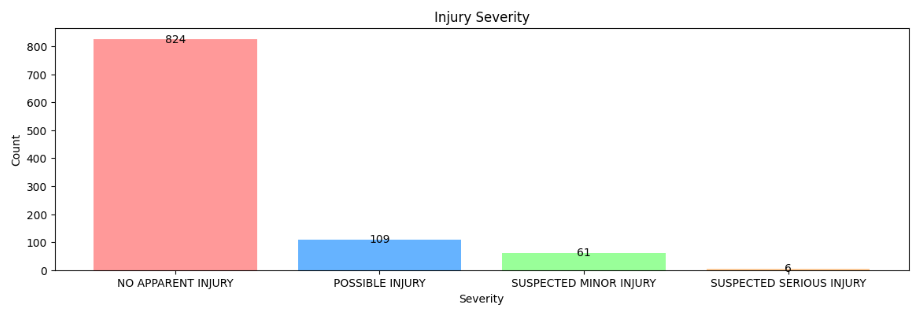 Injury Severity
Count
800
700
600
500
400
300
200
100
0
824
109
61
6
NO APPARENT INJURY
POSSIBLE INJURY
SUSPECTED MINOR INJURY
SUSPECTED SERIOUS INJURY
Severity